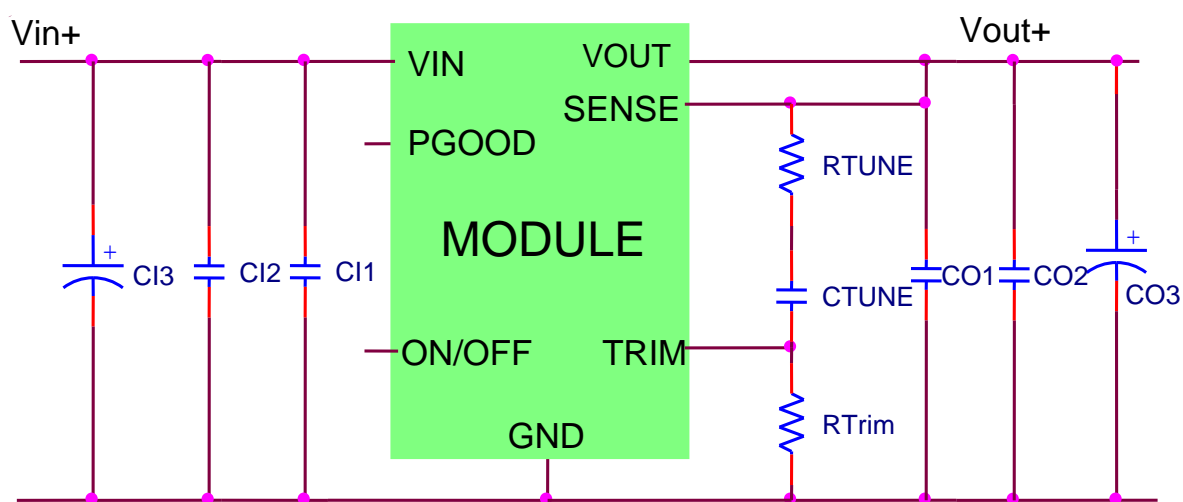 Vin+
Vout+
VIN
VOUT
SENSE
PGOOD
RTUNE
MODULE
+
+
CI3
CI2
CI1
CTUNE
CO1
CO2
CO3
ON/OFF
TRIM
RTrim
GND